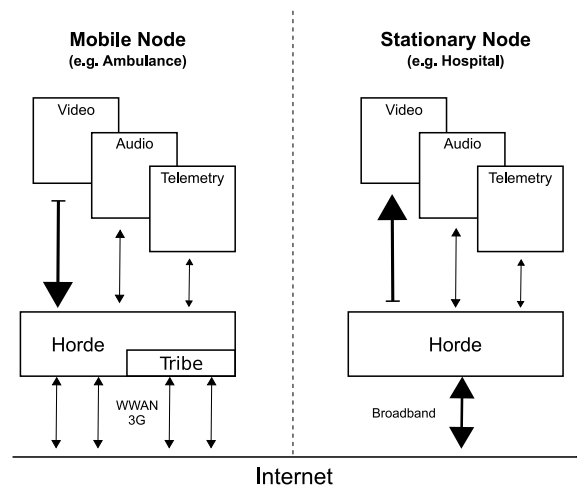 Mobile Node
(e.g. Ambulance)
Video
Audio
Telemetry
Horde
Tribe
WWAN
3G
Stationary Node
(e.g. Hospital)
Video
Audio
Telemetry
Horde
Broadband
Internet